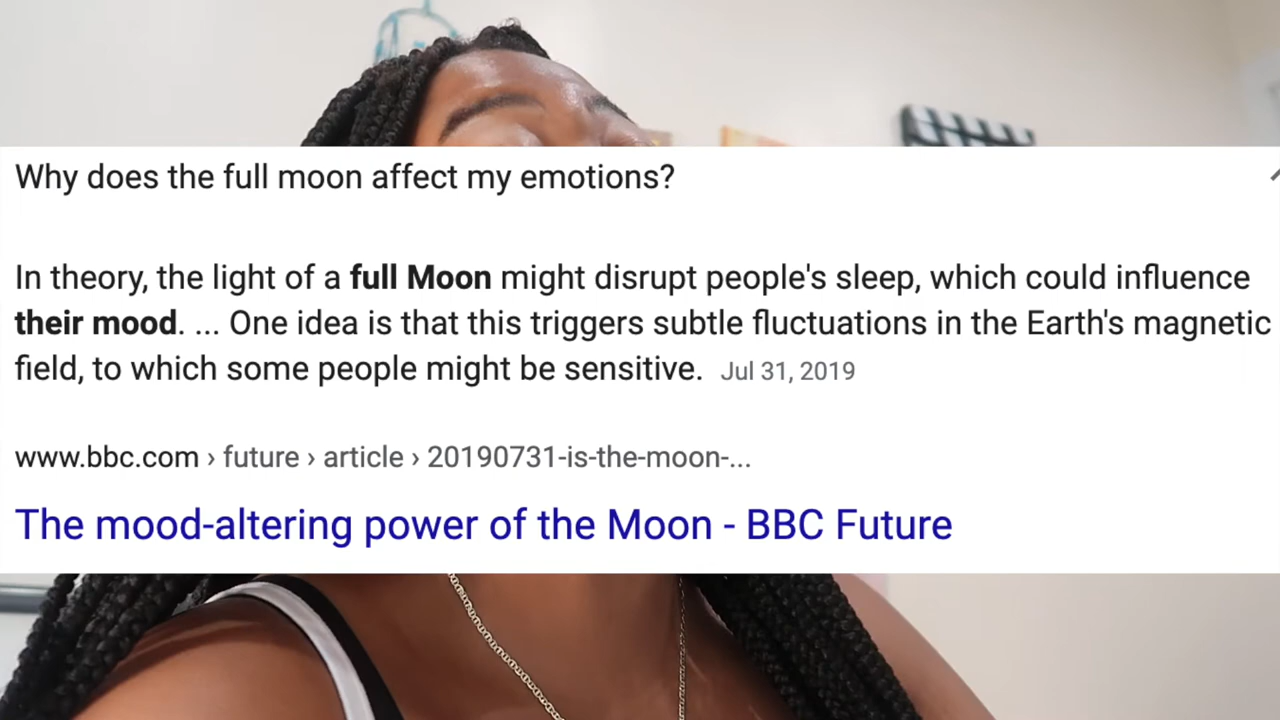 Why does the full moon affect my emotions?
In theory, the light of a full Moon might disrupt people's sleep, which could influence
their mood. ... One idea is that this triggers subtle fluctuations in the Earth's magnetic
field, to which some people might be sensitive. Jul 31, 2019
www.bbc.com › future › article › 20190731-is-the-moon-...
The mood-altering power of the Moon - BBC Future